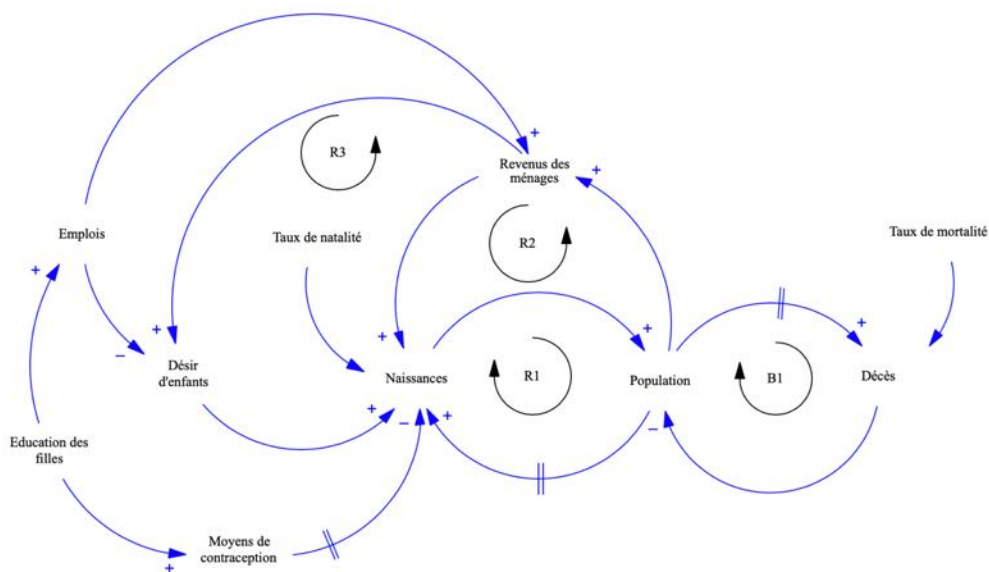 +
R3
+
Revenus des
ménages
+
Emplois
Taux de natalité
R2
Taux de mortalité
+
+
–
+
+
+
Désir
d'enfants
Naissances
R1
Population
B1
Décès
+
–
+
–
Education des
filles
Moyens de
contraception
+